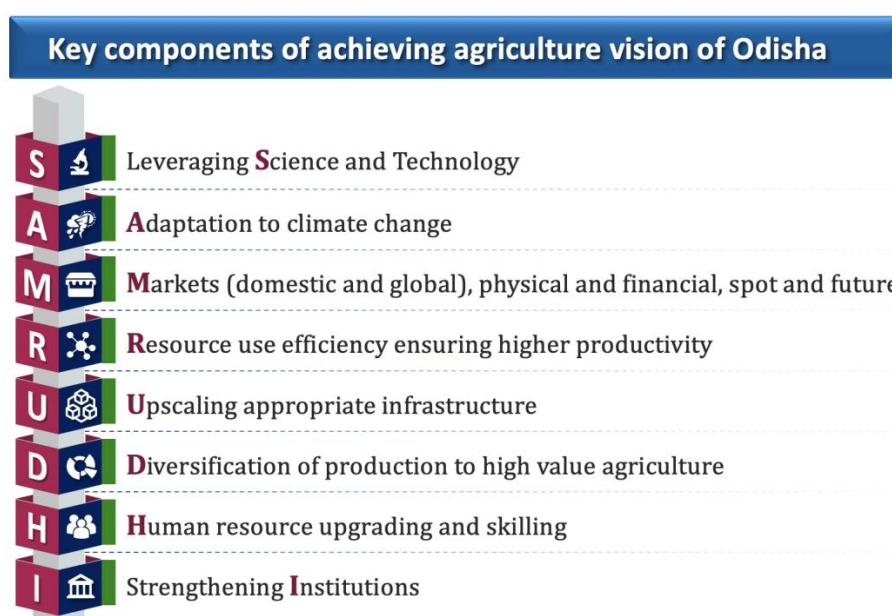 Key components of achieving agriculture vision of Odisha
S Leveraging Science and Technology
A Adaptation to climate change
M Markets (domestic and global), physical and financial, spot and future
R Resource use efficiency ensuring higher productivity
U Upscaling appropriate infrastructure
D Diversification of production to high value agriculture
H Human resource upgrading and skilling
I Strengthening Institutions